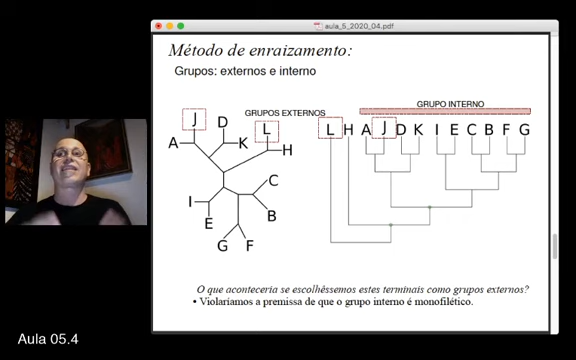 aula_5_2020_04.pdf
Método de enraizamento:
Grupos: externos e interno
GRUPOS EXTERNOS
J
D
L
A
K
H
C
I
B
E
G
F
GRUPO INTERNO
L H A J D K I E C B F G
O que aconteceria se escolhêssemos estes terminais como grupos externos?
• Violaríamos a premissa de que o grupo interno é monofilético.
Aula 05.4